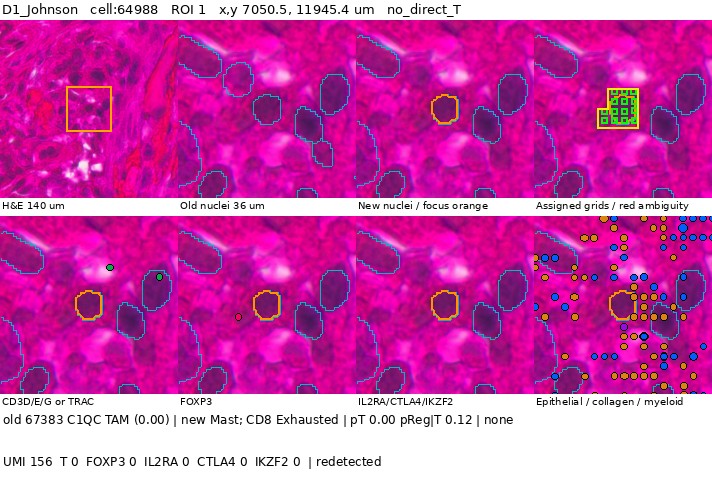 D1_Johnson cell:64988 ROI 1 x,y 7050.5, 11945.4 um no_direct_T
H&E 140 um
Old nuclei 36 um
New nuclei / focus orange
Assigned grids / red ambiguity
CD3D/E/G or TRAC
FOXP3
IL2RA/CTLA4/IKZF2
Epithelial / collagen / myeloid
old 67383 C1QC TAM (0.00) | new Mast; CD8 Exhausted | pT 0.00 pReg|T 0.12 | none
UMI 156 T 0 FOXP3 0 IL2RA 0 CTLA4 0 IKZF2 0 | redetected